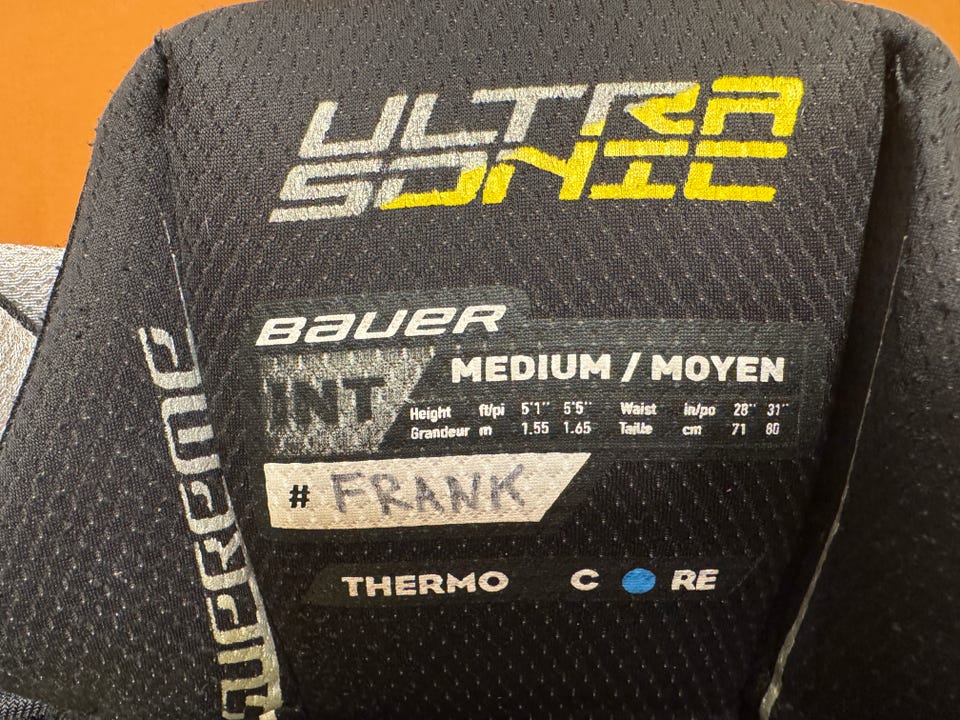 ULTRA
SONIC
BAUER
INT
MEDIUM / MOYEN
Height ft/pi 5'1" 5'5" Waist in/po 28" 31"
Grandeur m 1.55 1.65 Taille cm 71 80
# FRANK
THERMO C RE
SUPREME